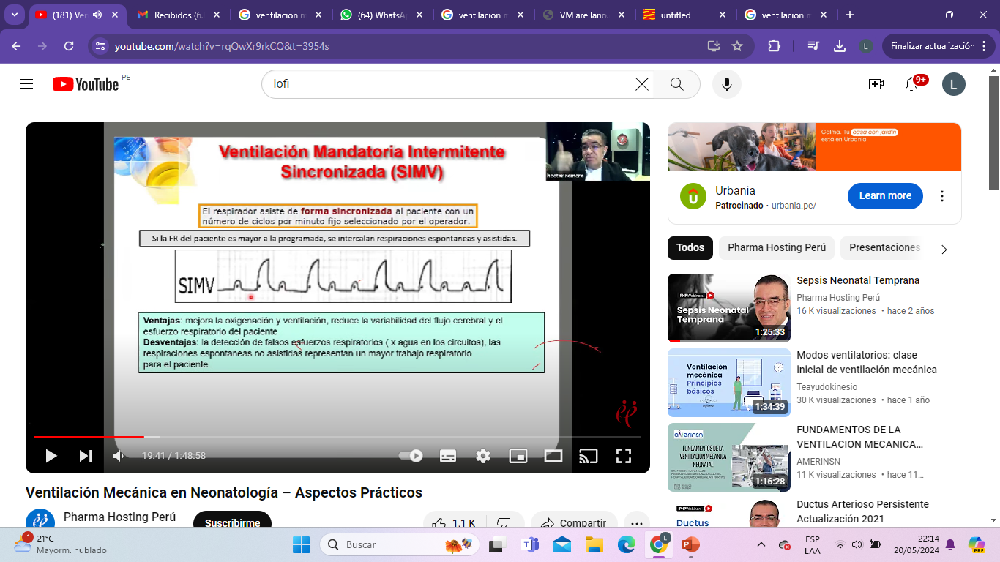 (181) Ver
Recibidos (6.
ventilacion m
(64) WhatsA
ventilacion m
VM arellano.
untitled
ventilacion m
youtube.com/watch?v=rqQwXr9rkCQ&t=3954s
L
Finalizar actualización
YouTube
PE
lofi
9+
L
Ventilación Mandatoria Intermitente
Sincronizada (SIMV)
hector romero
El respirador asiste de forma sincronizada al paciente con un
número de ciclos por minuto fijo seleccionado por el operador.
Si la FR del paciente es mayor a la programada, se intercalan respiraciones espontaneas y asistidas.
SIMV
Ventajas: mejora la oxigenación y ventilación, reduce la variabilidad del flujo cerebral y el
esfuerzo respiratorio del paciente
Desventajas: la detección de falsos esfuerzos respiratorios ( x agua en los circuitos), las
respiraciones espontaneas no asistidas representan un mayor trabajo respiratorio
para el paciente
19:41 / 1:48:58
Ventilación Mecánica en Neonatología – Aspectos Prácticos
Pharma Hosting Perú
Suscribirme
1.1 K
Compartir
Calma. Tu casa con jardín
está en Urbania
Urbania
Patrocinado · urbania.pe/
Learn more
Todos
Pharma Hosting Perú
Presentaciones
PHPWebinars
Sepsis Neonatal
Temprana
1:25:33
Sepsis Neonatal Temprana
Pharma Hosting Perú
16 K visualizaciones • hace 2 años
Ventilación
mecánica
Principios
básicos
1:34:39
Modos ventilatorios: clase
inicial de ventilación mecánica
Teayudokinesio
30 K visualizaciones • hace 1 año
aMERINSN
FUNDAMENTOS DE LA
VENTILACION MECANICA
NEONATAL
1:16:28
FUNDAMENTOS DE LA
VENTILACION MECANICA...
AMERINSN
11 K visualizaciones • hace 11...
PHPWebinars
Ductus
Ductus Arterioso Persistente
Actualización 2021
1
21°C
Mayorm. nublado
Buscar
ESP
LAA
22:14
20/05/2024
PRE